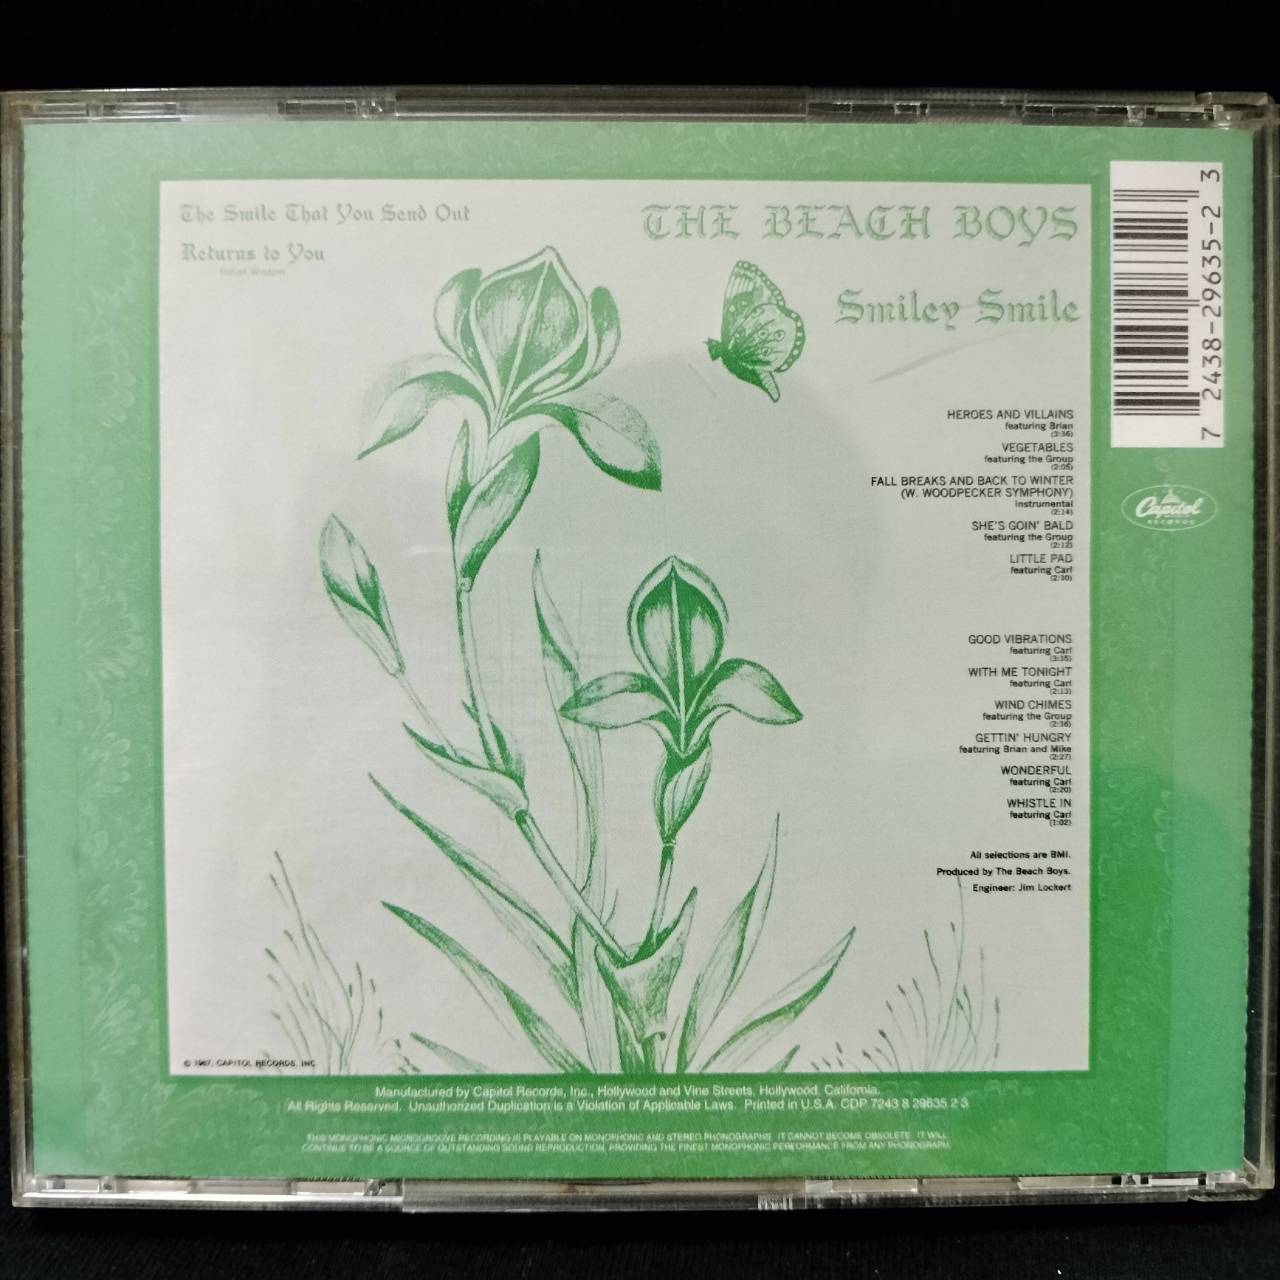 The Smile That You Send Out
Returns to You
Italian Wisdom
THE BEACH BOYS
Smiley Smile
HEROES AND VILLAINS
featuring Brian
(3:36)
VEGETABLES
featuring the Group
(2:05)
FALL BREAKS AND BACK TO WINTER
(W. WOODPECKER SYMPHONY)
instrumental
(2:14)
SHE'S GOIN' BALD
featuring the Group
(2:12)
LITTLE PAD
featuring Carl
(2:30)
GOOD VIBRATIONS
featuring Carl
(3:35)
WITH ME TONIGHT
featuring Carl
(2:13)
WIND CHIMES
featuring the Group
(2:36)
GETTIN' HUNGRY
featuring Brian and Mike
(2:27)
WONDERFUL
featuring Carl
(2:20)
WHISTLE IN
featuring Carl
(1:02)
All selections are BMI.
Produced by The Beach Boys.
Engineer: Jim Lockert
© 1967, CAPITOL RECORDS, INC.
7 2438-29635-2 3
Capitol
RECORDS
Manufactured by Capitol Records, Inc., Hollywood and Vine Streets, Hollywood, California.
All Rights Reserved. Unauthorized Duplication is a Violation of Applicable Laws. Printed in U.S.A. CDP 7243 8 29635 2 3
THIS MONOPHONIC MICROGROOVE RECORDING IS PLAYABLE ON MONOPHONIC AND STEREO PHONOGRAPHS. IT CANNOT BECOME OBSOLETE. IT WILL
CONTINUE TO BE A SOURCE OF OUTSTANDING SOUND REPRODUCTION, PROVIDING THE FINEST MONOPHONIC PERFORMANCE FROM ANY PHONOGRAPH.